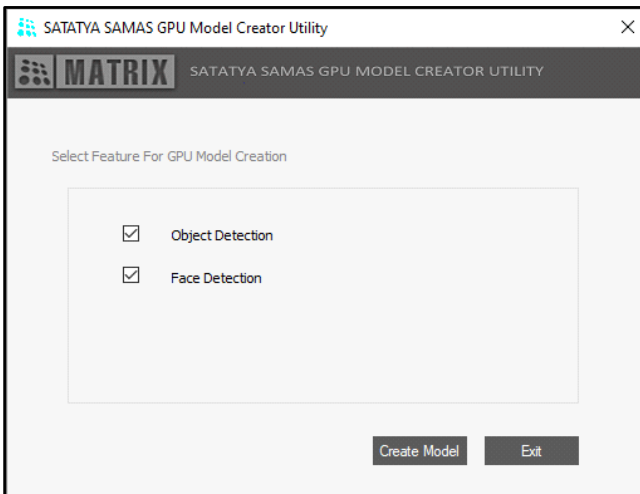 SATATYA SAMAS GPU Model Creator Utility
MATRIX SATATYA SAMAS GPU MODEL CREATOR UTILITY
Select Feature For GPU Model Creation
Object Detection
Face Detection
Create Model Exit